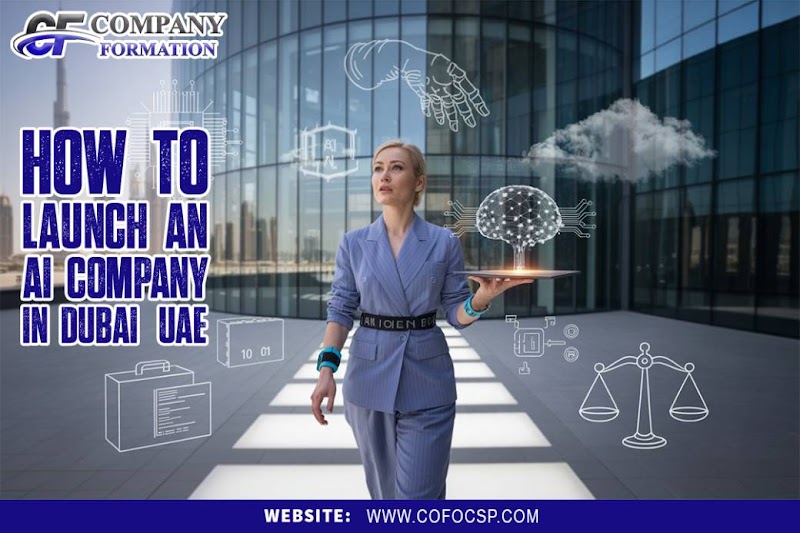 CF COMPANY
FORMATION
HOW TO
LAUNCH AN
AI COMPANY
IN DUBAI UAE
10 01
WEBSITE: WWW.COFOCSP.COM